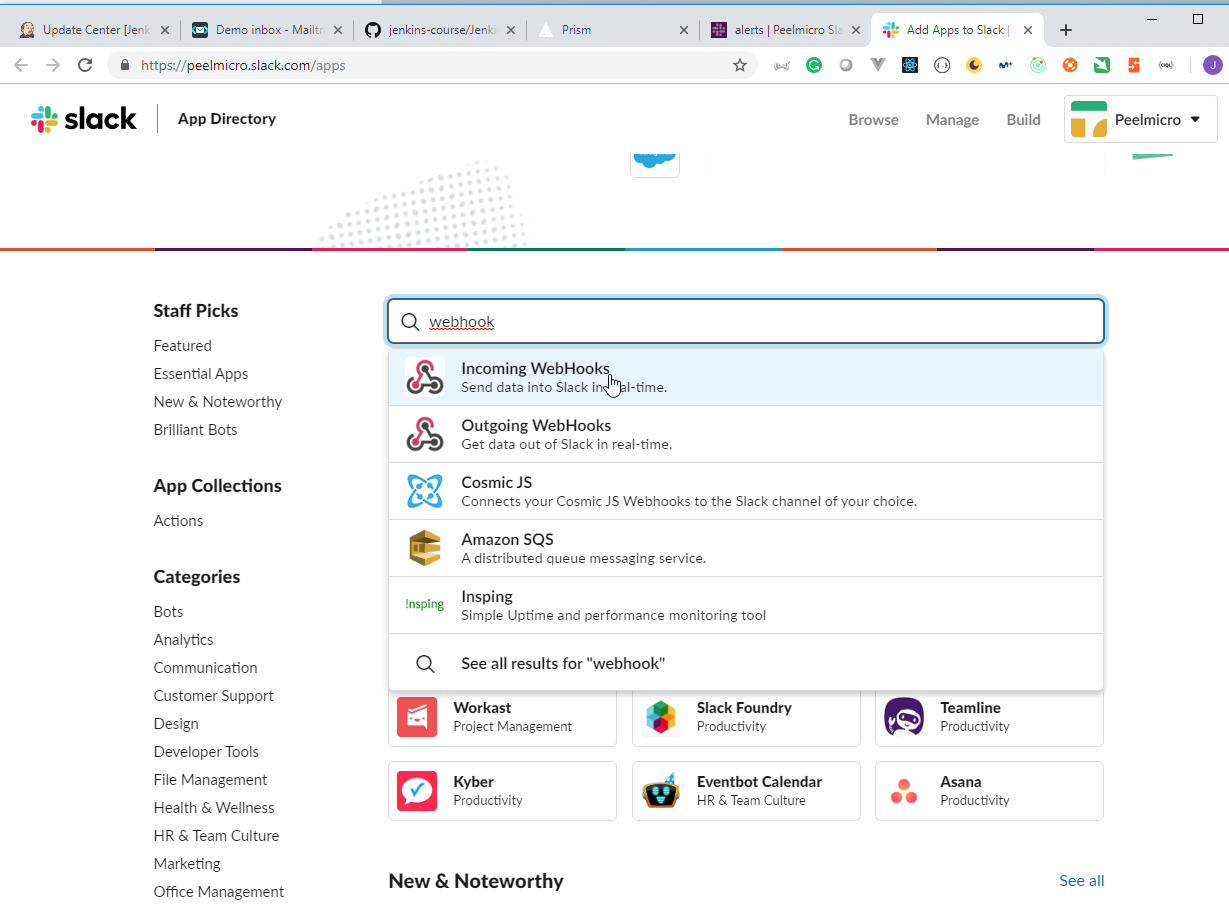 Update Center [Jenk
Demo inbox - Mailtr
jenkins-course/Jenki
Prism
alerts | Peelmicro Sla
Add Apps to Slack |
https://peelmicro.slack.com/apps
J
slack
App Directory
Browse
Manage
Build
Peelmicro
Staff Picks
Featured
Essential Apps
New & Noteworthy
Brilliant Bots
App Collections
Actions
Categories
Bots
Analytics
Communication
Customer Support
Design
Developer Tools
File Management
Health & Wellness
HR & Team Culture
Marketing
Office Management
webhook
Incoming WebHooks
Send data into Slack in al-time.
Outgoing WebHooks
Get data out of Slack in real-time.
Cosmic JS
Connects your Cosmic JS Webhooks to the Slack channel of your choice.
Amazon SQS
A distributed queue messaging service.
!nsping
Insping
Simple Uptime and performance monitoring tool
See all results for "webhook"
Workast
Project Management
Slack Foundry
Productivity
Teamline
Productivity
Kyber
Productivity
Eventbot Calendar
HR & Team Culture
Asana
Productivity
New & Noteworthy
See all